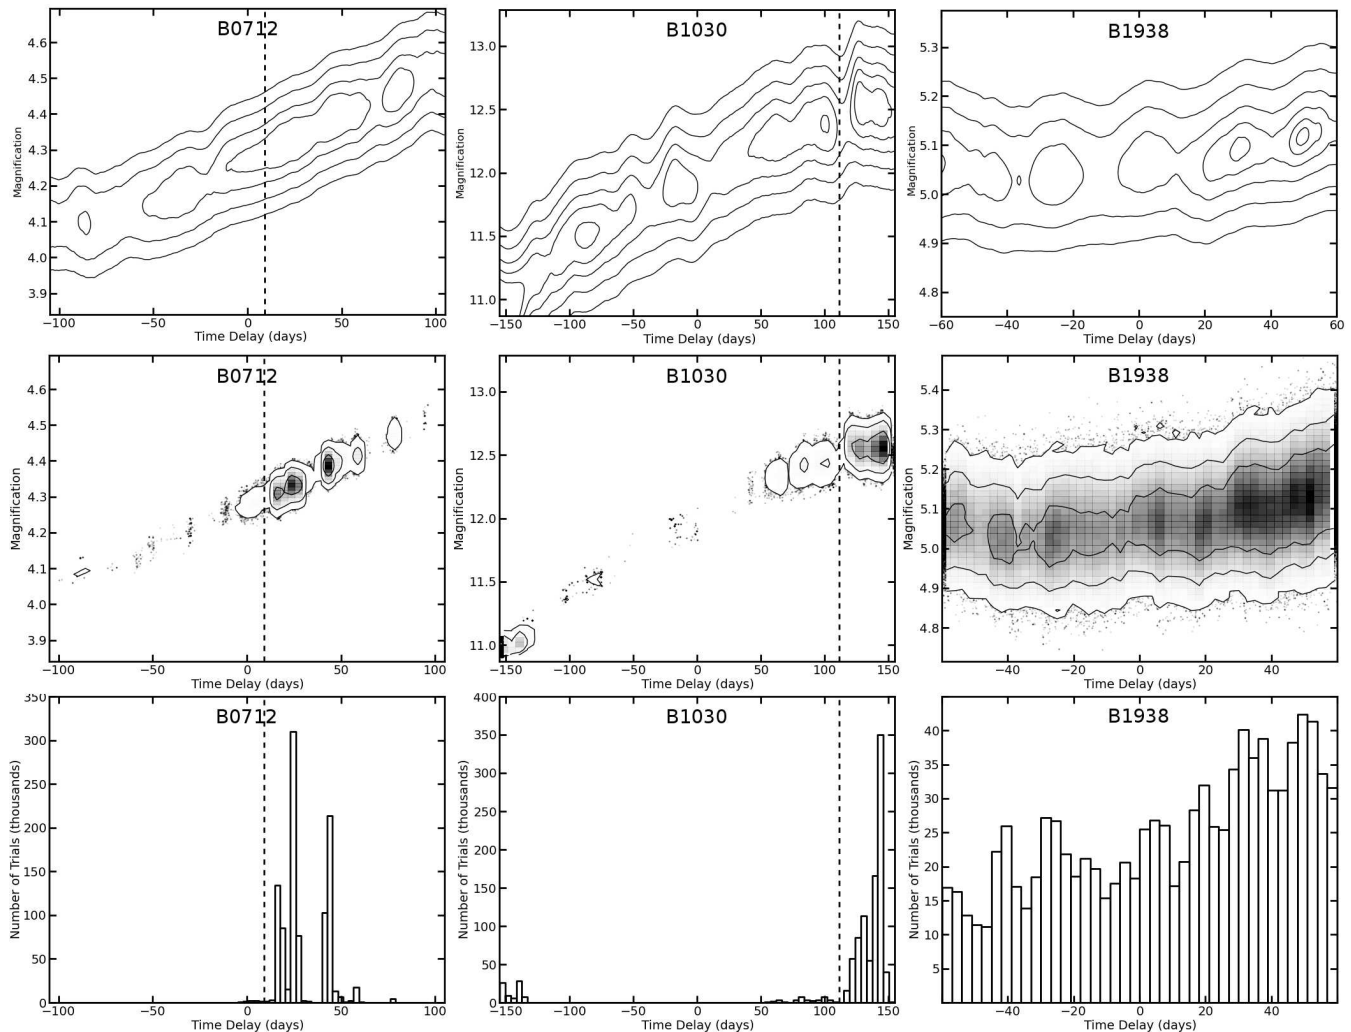 B0712
4.6
4.5
4.4
4.3
4.2
4.1
4.0
3.9
Magnification
−100 −50 0 50 100
Time Delay (days)
B1030
13.0
12.5
12.0
11.5
11.0
Magnification
−150 −100 −50 0 50 100 150
Time Delay (days)
B1938
5.3
5.2
5.1
5.0
4.9
4.8
Magnification
−60 −40 −20 0 20 40 60
Time Delay (days)
B0712
4.6
4.5
4.4
4.3
4.2
4.1
4.0
3.9
Magnification
−100 −50 0 50 100
Time Delay (days)
B1030
13.0
12.5
12.0
11.5
11.0
Magnification
−150 −100 −50 0 50 100 150
Time Delay (days)
B1938
5.4
5.3
5.2
5.1
5.0
4.9
4.8
Magnification
−40 −20 0 20 40
Time Delay (days)
B0712
350
300
250
200
150
100
50
0
Number of Trials (thousands)
−100 −50 0 50 100
Time Delay (days)
B1030
400
350
300
250
200
150
100
50
0
Number of Trials (thousands)
−150 −100 −50 0 50 100 150
Time Delay (days)
B1938
40
35
30
25
20
15
10
5
Number of Trials (thousands)
−40 −20 0 20 40
Time Delay (days)